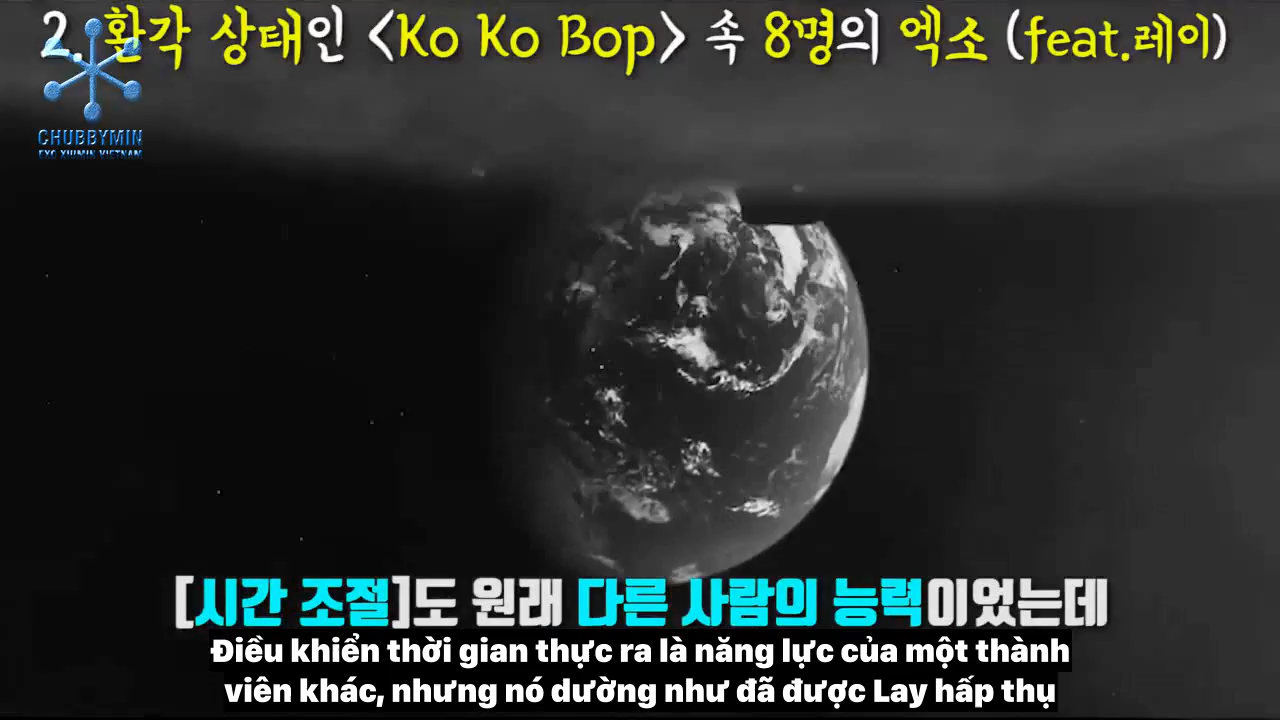 2. 환각 상태인 <Ko Ko Bop> 속 8명의 엑소 (feat.레이)
CHUBBYMIN
EXO XIUMIN VIETNAM
[시간 조절]도 원래 다른 사람의 능력이었는데
Điều khiển thời gian thực ra là năng lực của một thành
viên khác, nhưng nó dường như đã được Lay hấp thụ